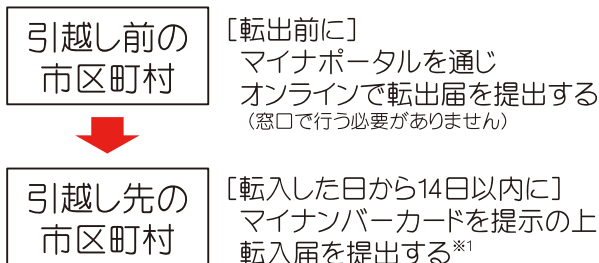 引越し前の
市区町村
［転出前に］
マイナポータルを通じ
オンラインで転出届を提出する
（窓口で行う必要がありません）
引越し先の
市区町村
［転入した日から14日以内に］
マイナンバーカードを提示の上
転入届を提出する※1